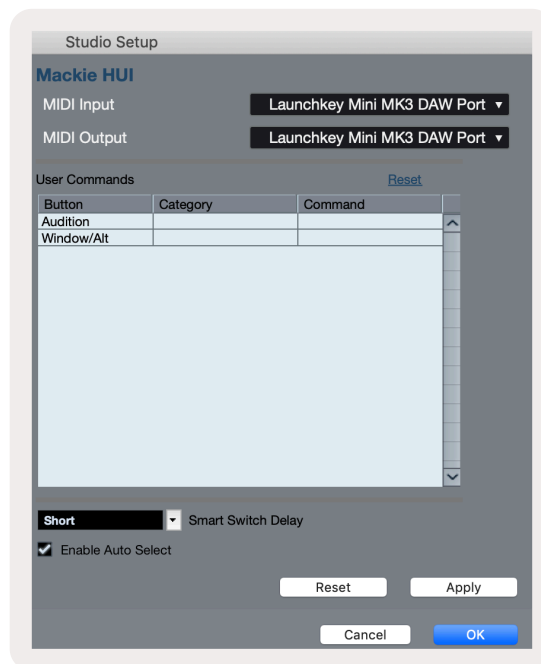 Studio Setup
Mackie HUI
MIDI Input Launchkey Mini MK3 DAW Port
MIDI Output Launchkey Mini MK3 DAW Port
User Commands Reset
Button Category Command
Audition
Window/Alt
Short Smart Switch Delay
Enable Auto Select
Reset Apply
Cancel OK